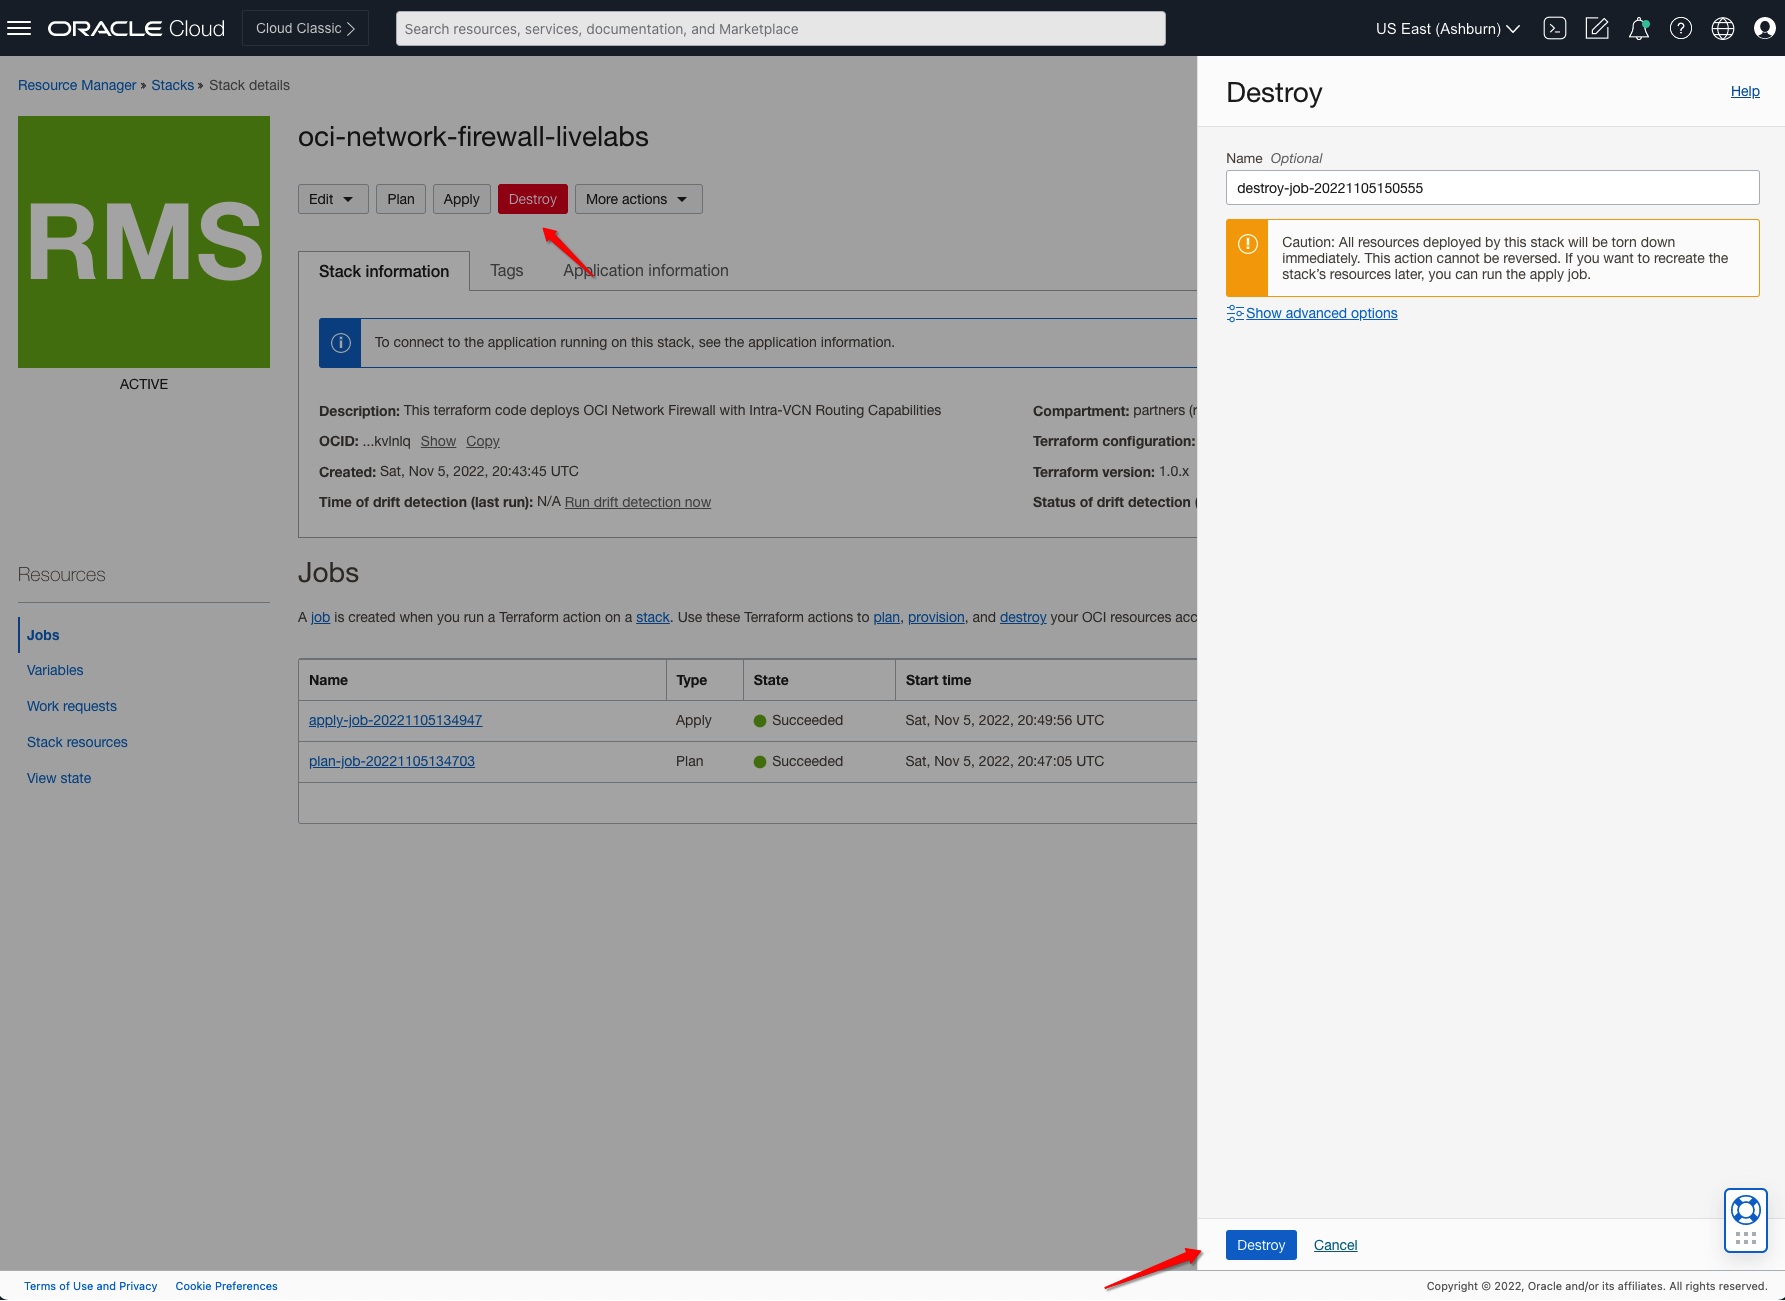 ORACLE Cloud
Cloud Classic
Search resources, services, documentation, and Marketplace
US East (Ashburn)
Resource Manager » Stacks » Stack details
RMS
ACTIVE
oci-network-firewall-livelabs
Edit Plan Apply Destroy More actions
Stack information Tags Application information
To connect to the application running on this stack, see the application information.
Description: This terraform code deploys OCI Network Firewall with Intra-VCN Routing Capabilities
OCID: ...kvlnlq Show Copy
Created: Sat, Nov 5, 2022, 20:43:45 UTC
Time of drift detection (last run): N/A Run drift detection now
Compartment: partners (r
Terraform configuration:
Terraform version: 1.0.x
Status of drift detection (
Resources
Jobs
Variables
Work requests
Stack resources
View state
Jobs
A job is created when you run a Terraform action on a stack. Use these Terraform actions to plan, provision, and destroy your OCI resources acc
Name Type State Start time
apply-job-20221105134947 Apply Succeeded Sat, Nov 5, 2022, 20:49:56 UTC
plan-job-20221105134703 Plan Succeeded Sat, Nov 5, 2022, 20:47:05 UTC
Destroy
Help
Name Optional
destroy-job-20221105150555
Caution: All resources deployed by this stack will be torn down
immediately. This action cannot be reversed. If you want to recreate the
stack's resources later, you can run the apply job.
Show advanced options
Destroy Cancel
Terms of Use and Privacy Cookie Preferences
Copyright © 2022, Oracle and/or its affiliates. All rights reserved.